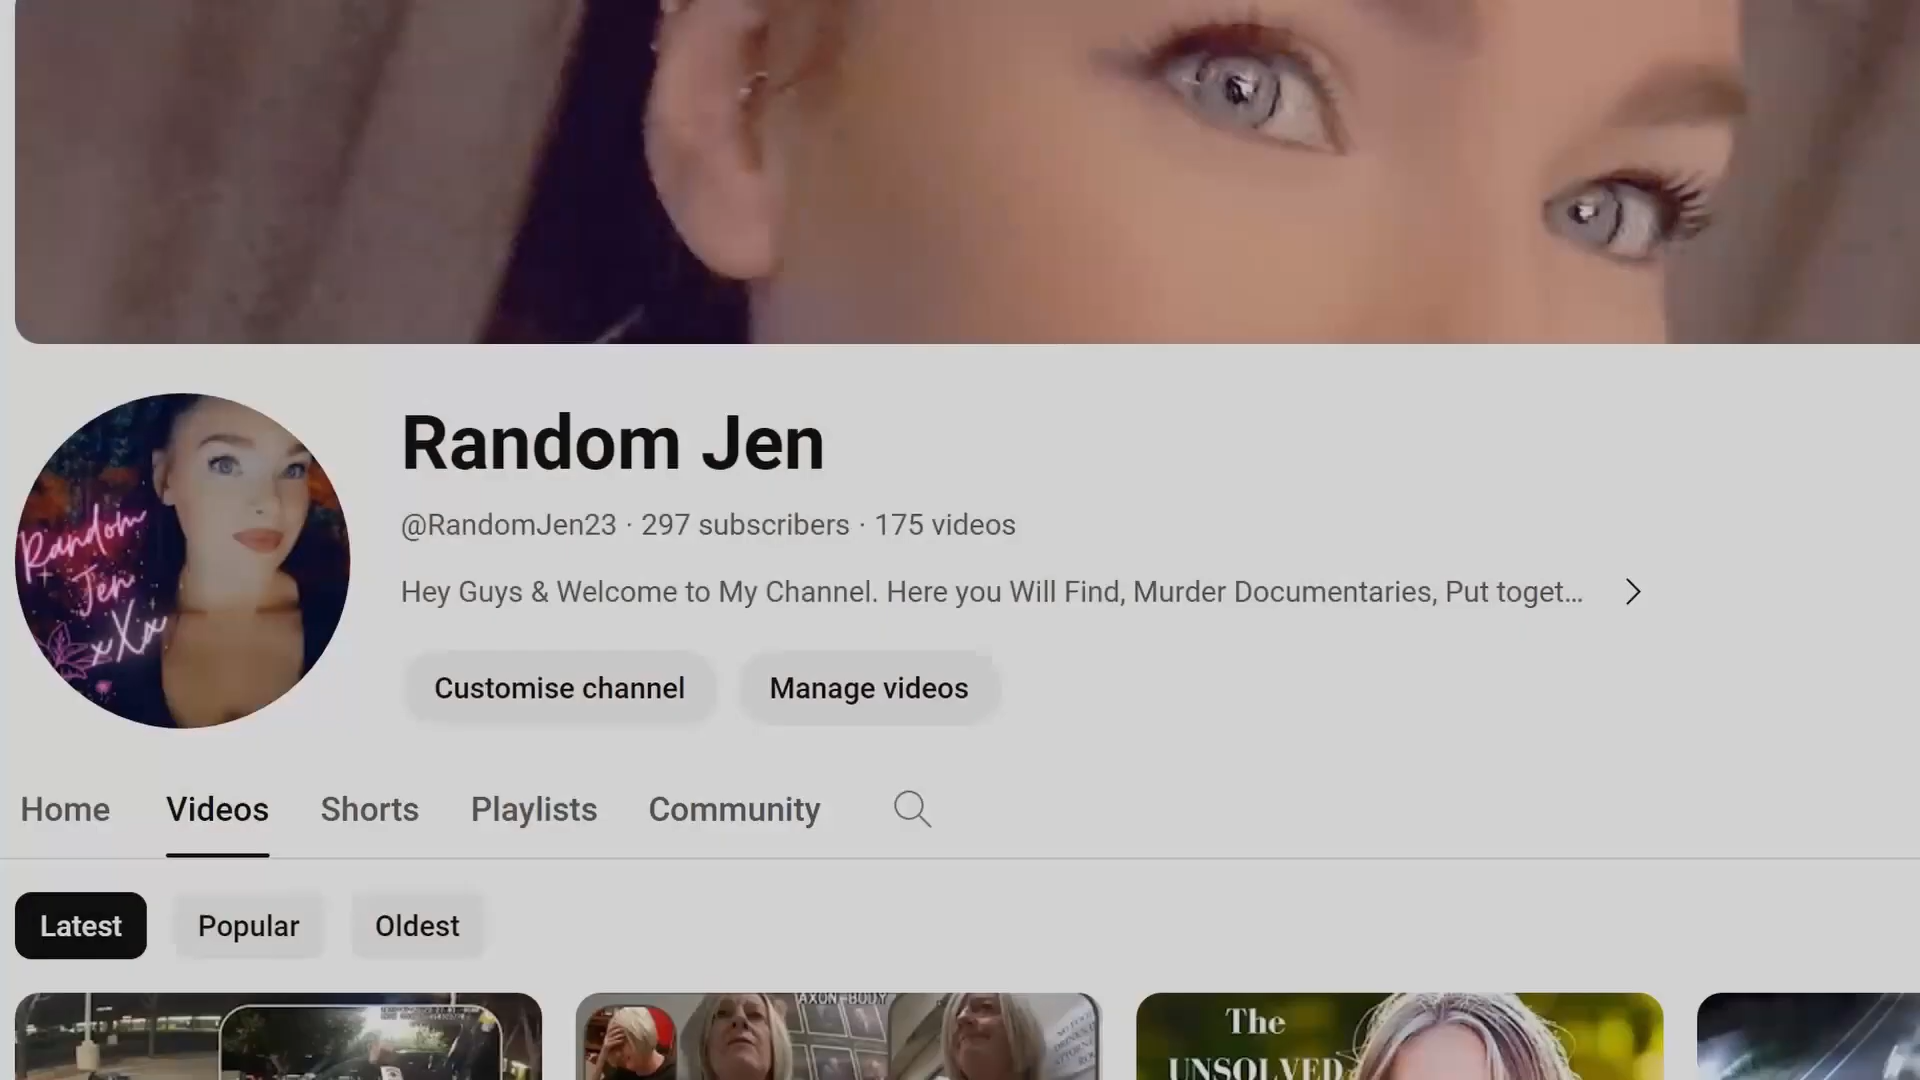 Random Jen
@RandomJen23 · 297 subscribers · 175 videos
Hey Guys & Welcome to My Channel. Here you Will Find, Murder Documentaries, Put toget...
Random
Jen
xXx
Customise channel
Manage videos
Home
Videos
Shorts
Playlists
Community
Latest
Popular
Oldest
AXON BODY
The
UNSOLVED